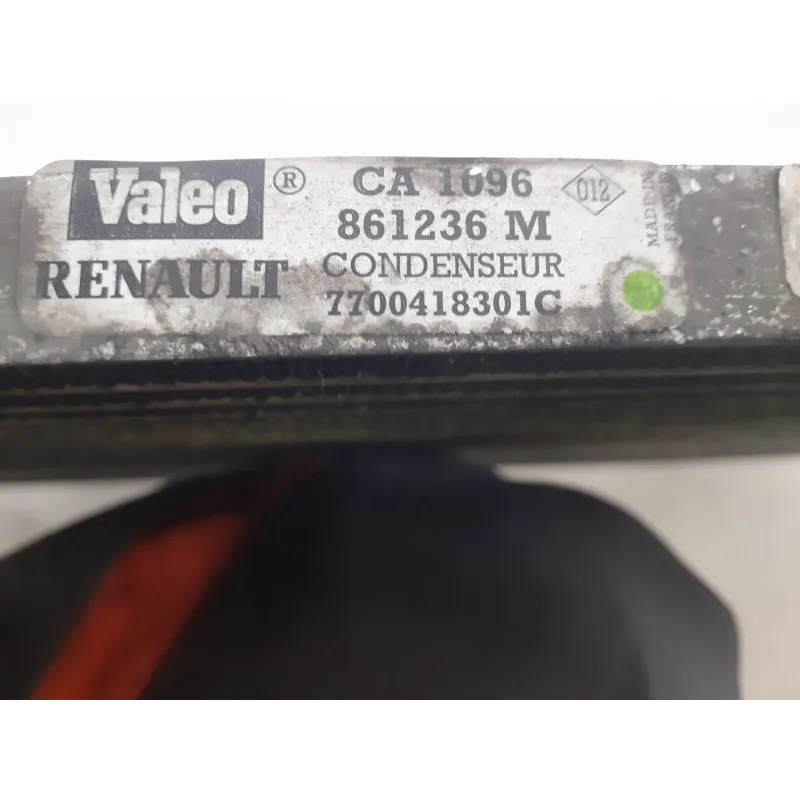 Valeo ® CA 1096 012
861236 M
RENAULT CONDENSEUR
7700418301C
MADE IN
FRANCE